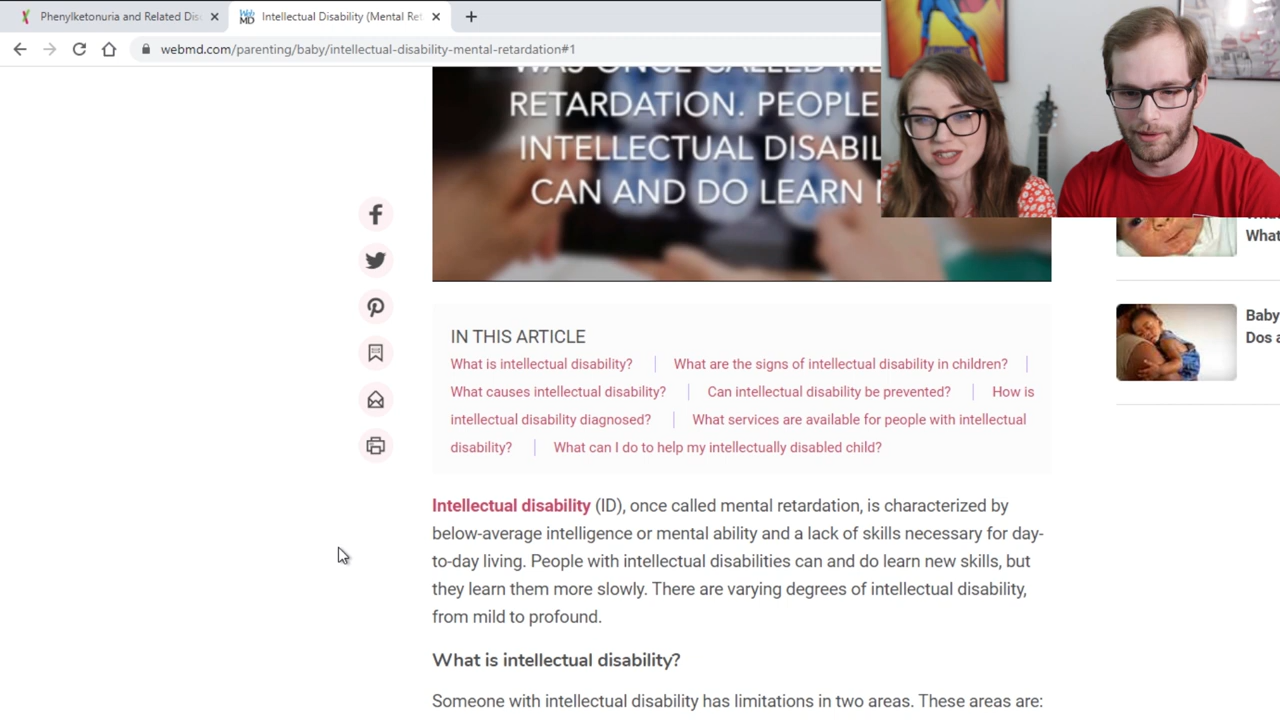 Phenylketonuria and Related Dis
Intellectual Disability (Mental Ret
webmd.com/parenting/baby/intellectual-disability-mental-retardation#1
WAS ONCE CALLED
RETARDATION. PEOPLE
INTELLECTUAL
CAN AND DO LEARN
What
Baby
Dos
IN THIS ARTICLE
What is intellectual disability? | What are the signs of intellectual disability in children? |
What causes intellectual disability? | Can intellectual disability be prevented? | How is
intellectual disability diagnosed? | What services are available for people with intellectual
disability? | What can I do to help my intellectually disabled child?
Intellectual disability (ID), once called mental retardation, is characterized by
below-average intelligence or mental ability and a lack of skills necessary for day-
to-day living. People with intellectual disabilities can and do learn new skills, but
they learn them more slowly. There are varying degrees of intellectual disability,
from mild to profound.
What is intellectual disability?
Someone with intellectual disability has limitations in two areas. These areas are: